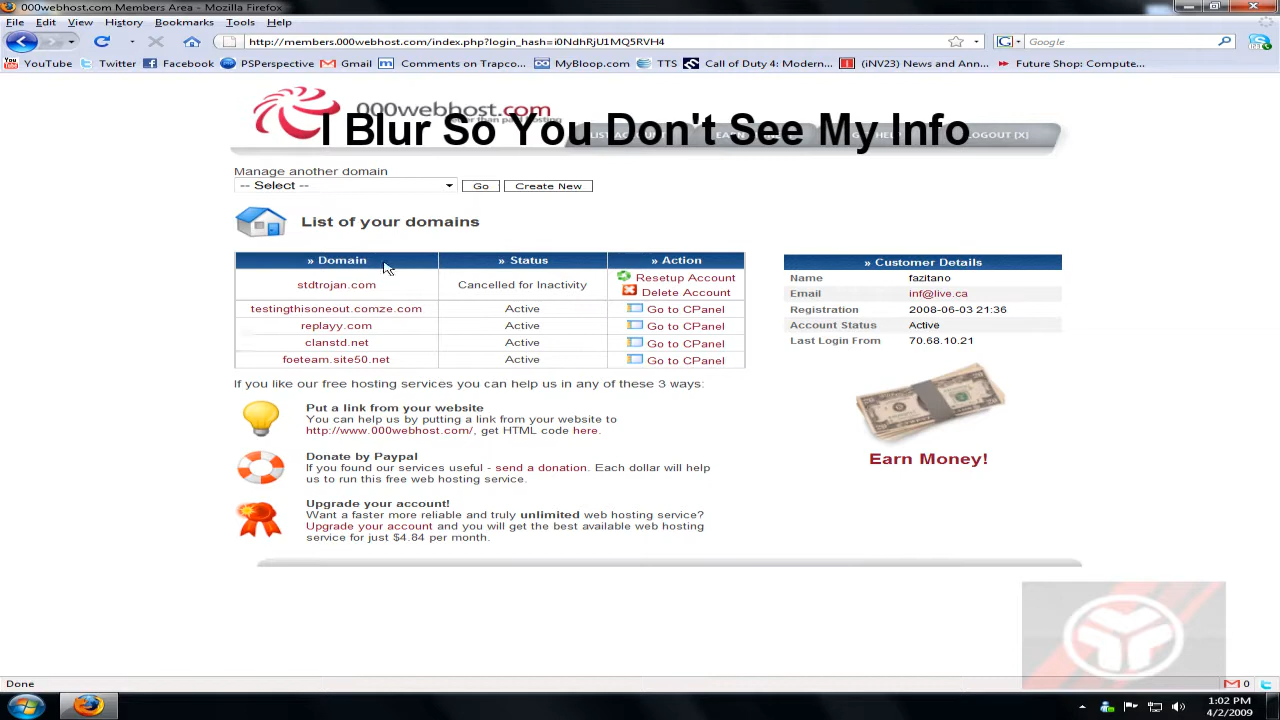 000webhost.com Members Area - Mozilla Firefox
File Edit View History Bookmarks Tools Help
http://members.000webhost.com/index.php?login_hash=i0NdhRjU1MQ5RVH4
Google
YouTube Twitter Facebook PSPerspective Gmail Comments on Trapco... MyBloop.com TTS Call of Duty 4: Modern... (iNV23) News and Ann... Future Shop: Compute...
000webhost.com
I Blur So You Don't See My Info
LOGOUT [X]
Manage another domain
-- Select -- Go Create New
List of your domains
» Domain » Status » Action
stdtrojan.com Cancelled for Inactivity Resetup Account
Delete Account
testingthisoneout.comze.com Active Go to CPanel
replayy.com Active Go to CPanel
clanstd.net Active Go to CPanel
foeteam.site50.net Active Go to CPanel
» Customer Details
Name fazitano
Email inf@live.ca
Registration 2008-06-03 21:36
Account Status Active
Last Login From 70.68.10.21
Earn Money!
If you like our free hosting services you can help us in any of these 3 ways:
Put a link from your website
You can help us by putting a link from your website to
http://www.000webhost.com/, get HTML code here.
Donate by Paypal
If you found our services useful - send a donation. Each dollar will help
us to run this free web hosting service.
Upgrade your account!
Want a faster more reliable and truly unlimited web hosting service?
Upgrade your account and you will get the best available web hosting
service for just $4.84 per month.
Done
0
1:02 PM
4/2/2009